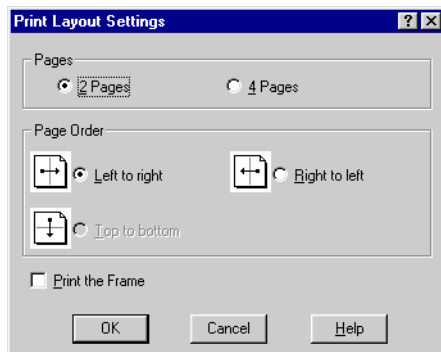 Print Layout Settings
Pages
2 Pages
4 Pages
Page Order
Left to right
Right to left
Top to bottom
Print the Frame
OK
Cancel
Help